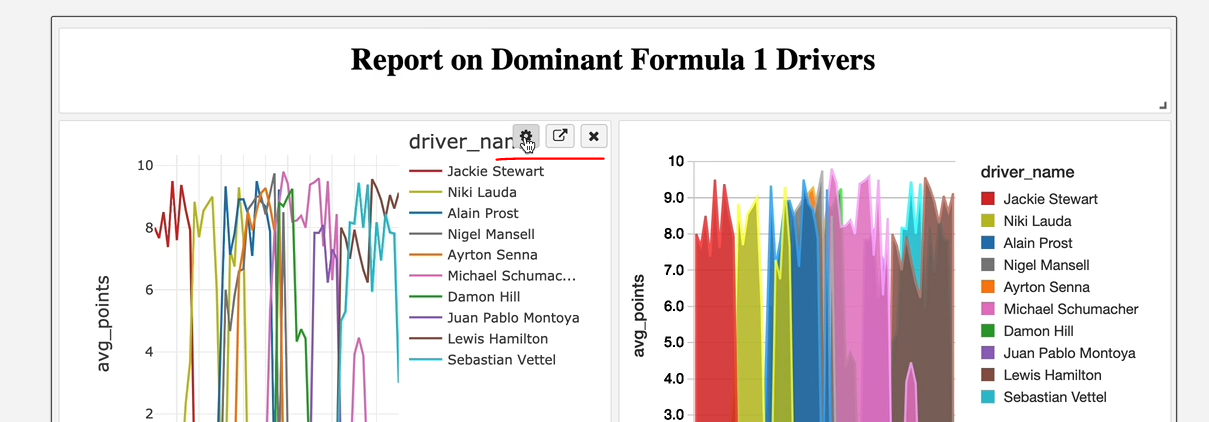 Report on Dominant Formula 1 Drivers
driver_nam
10
8
6
4
2
avg_points
Jackie Stewart
Niki Lauda
Alain Prost
Nigel Mansell
Ayrton Senna
Michael Schumac...
Damon Hill
Juan Pablo Montoya
Lewis Hamilton
Sebastian Vettel
10
9.0
8.0
7.0
6.0
5.0
4.0
3.0
avg_points
driver_name
Jackie Stewart
Niki Lauda
Alain Prost
Nigel Mansell
Ayrton Senna
Michael Schumacher
Damon Hill
Juan Pablo Montoya
Lewis Hamilton
Sebastian Vettel